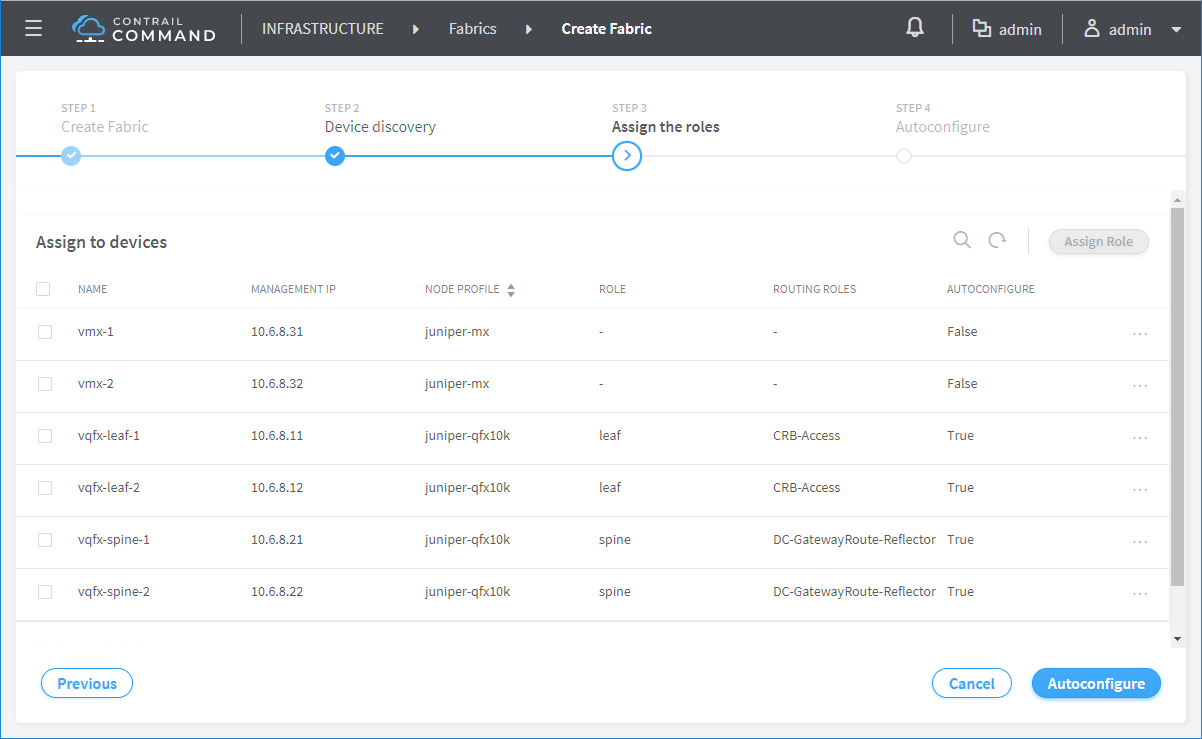 CONTRAIL
COMMAND
INFRASTRUCTURE Fabrics Create Fabric admin admin
STEP 1 STEP 2 STEP 3 STEP 4
Create Fabric Device discovery Assign the roles Autoconfigure
Assign to devices Assign Role
NAME MANAGEMENT IP NODE PROFILE ROLE ROUTING ROLES AUTOCONFIGURE
vmx-1 10.6.8.31 juniper-mx - - False ...
vmx-2 10.6.8.32 juniper-mx - - False ...
vqfx-leaf-1 10.6.8.11 juniper-qfx10k leaf CRB-Access True ...
vqfx-leaf-2 10.6.8.12 juniper-qfx10k leaf CRB-Access True ...
vqfx-spine-1 10.6.8.21 juniper-qfx10k spine DC-GatewayRoute-Reflector True ...
vqfx-spine-2 10.6.8.22 juniper-qfx10k spine DC-GatewayRoute-Reflector True ...
Previous Cancel Autoconfigure